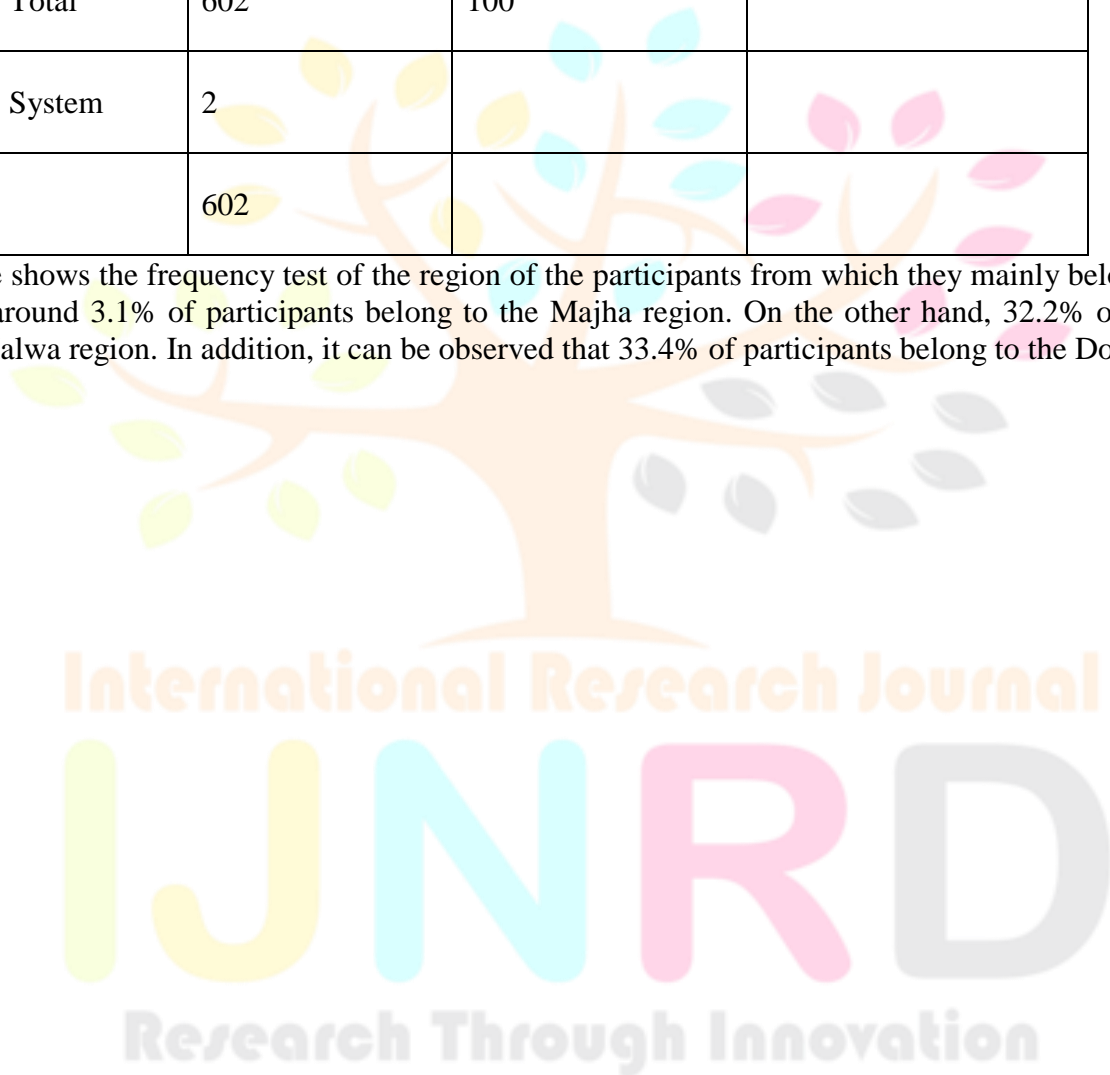 Total 602 100
System 2
602
shows the frequency test of the region of the participants from which they mainly
around 3.1% of participants belong to the Majha region. On the other hand, 32.2%
region. In addition, it can be observed that 33.4% of participants belong to the
International Research Journal
IJNRD
Research Through Innovation